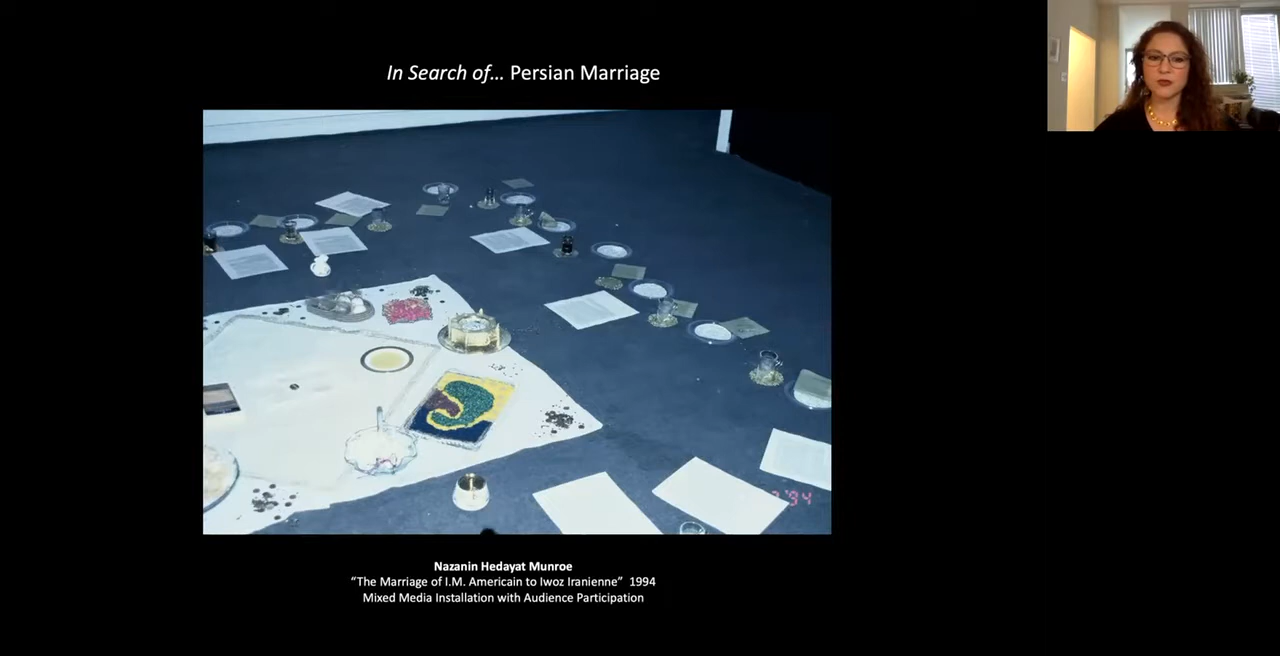 In Search of... Persian Marriage
'94
Nazanin Hedayat Munroe
“The Marriage of I.M. Americain to Iwoz Iranienne” 1994
Mixed Media Installation with Audience Participation